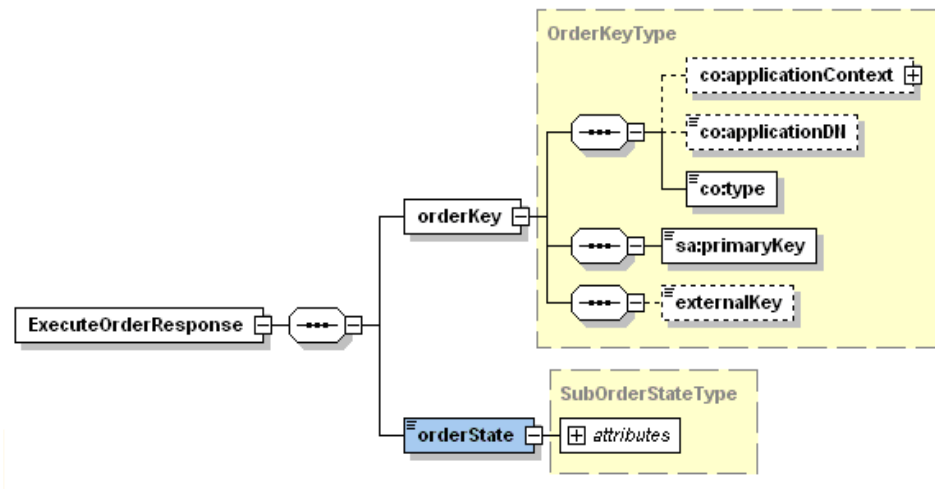 OrderKeyType
co:applicationContext
co:applicationDN
co:type
orderKey
sa:primaryKey
externalKey
ExecuteOrderResponse
SubOrderStateType
orderState
attributes